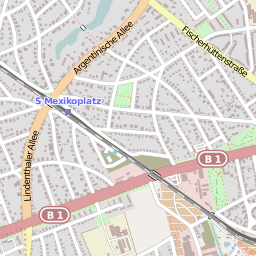 Argentinische Allee
Fischerhüttenstraße
S Mexikoplatz
Lindenthaler Allee
B 1
B 1